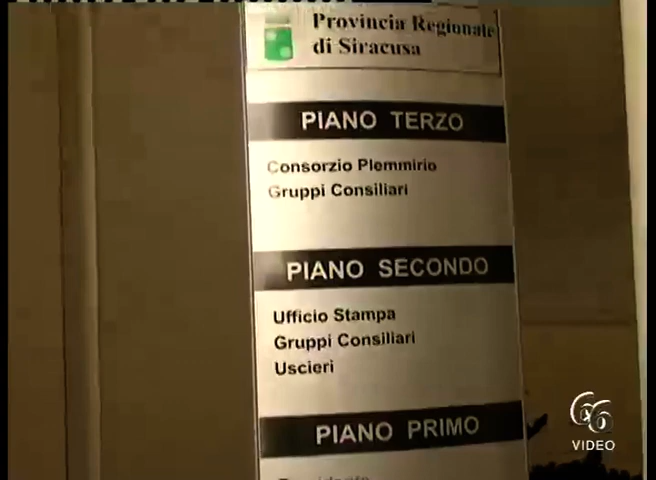 Provincia Regionale
di Siracusa
PIANO TERZO
Consorzio Plemmirio
Gruppi Consiliari
PIANO SECONDO
Ufficio Stampa
Gruppi Consiliari
Uscieri
PIANO PRIMO
66
VIDEO